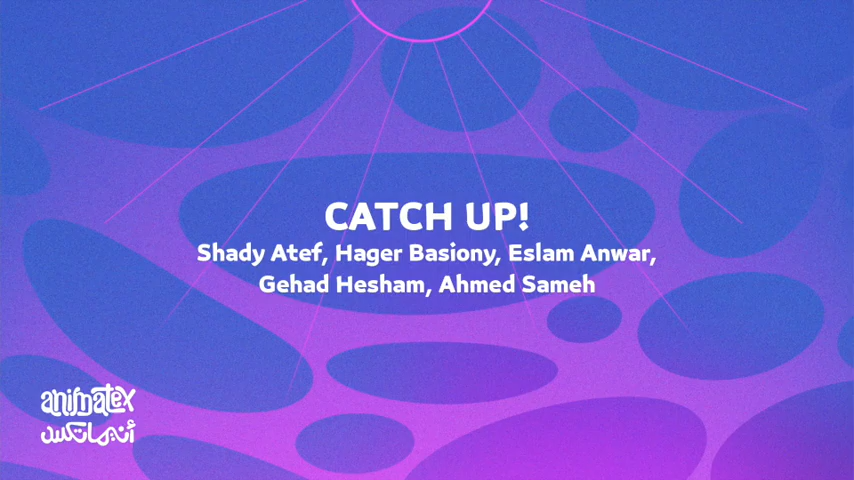 CATCH UP!
Shady Atef, Hager Basiony, Eslam Anwar,
Gehad Hesham, Ahmed Sameh
animatex
أنيماتكس